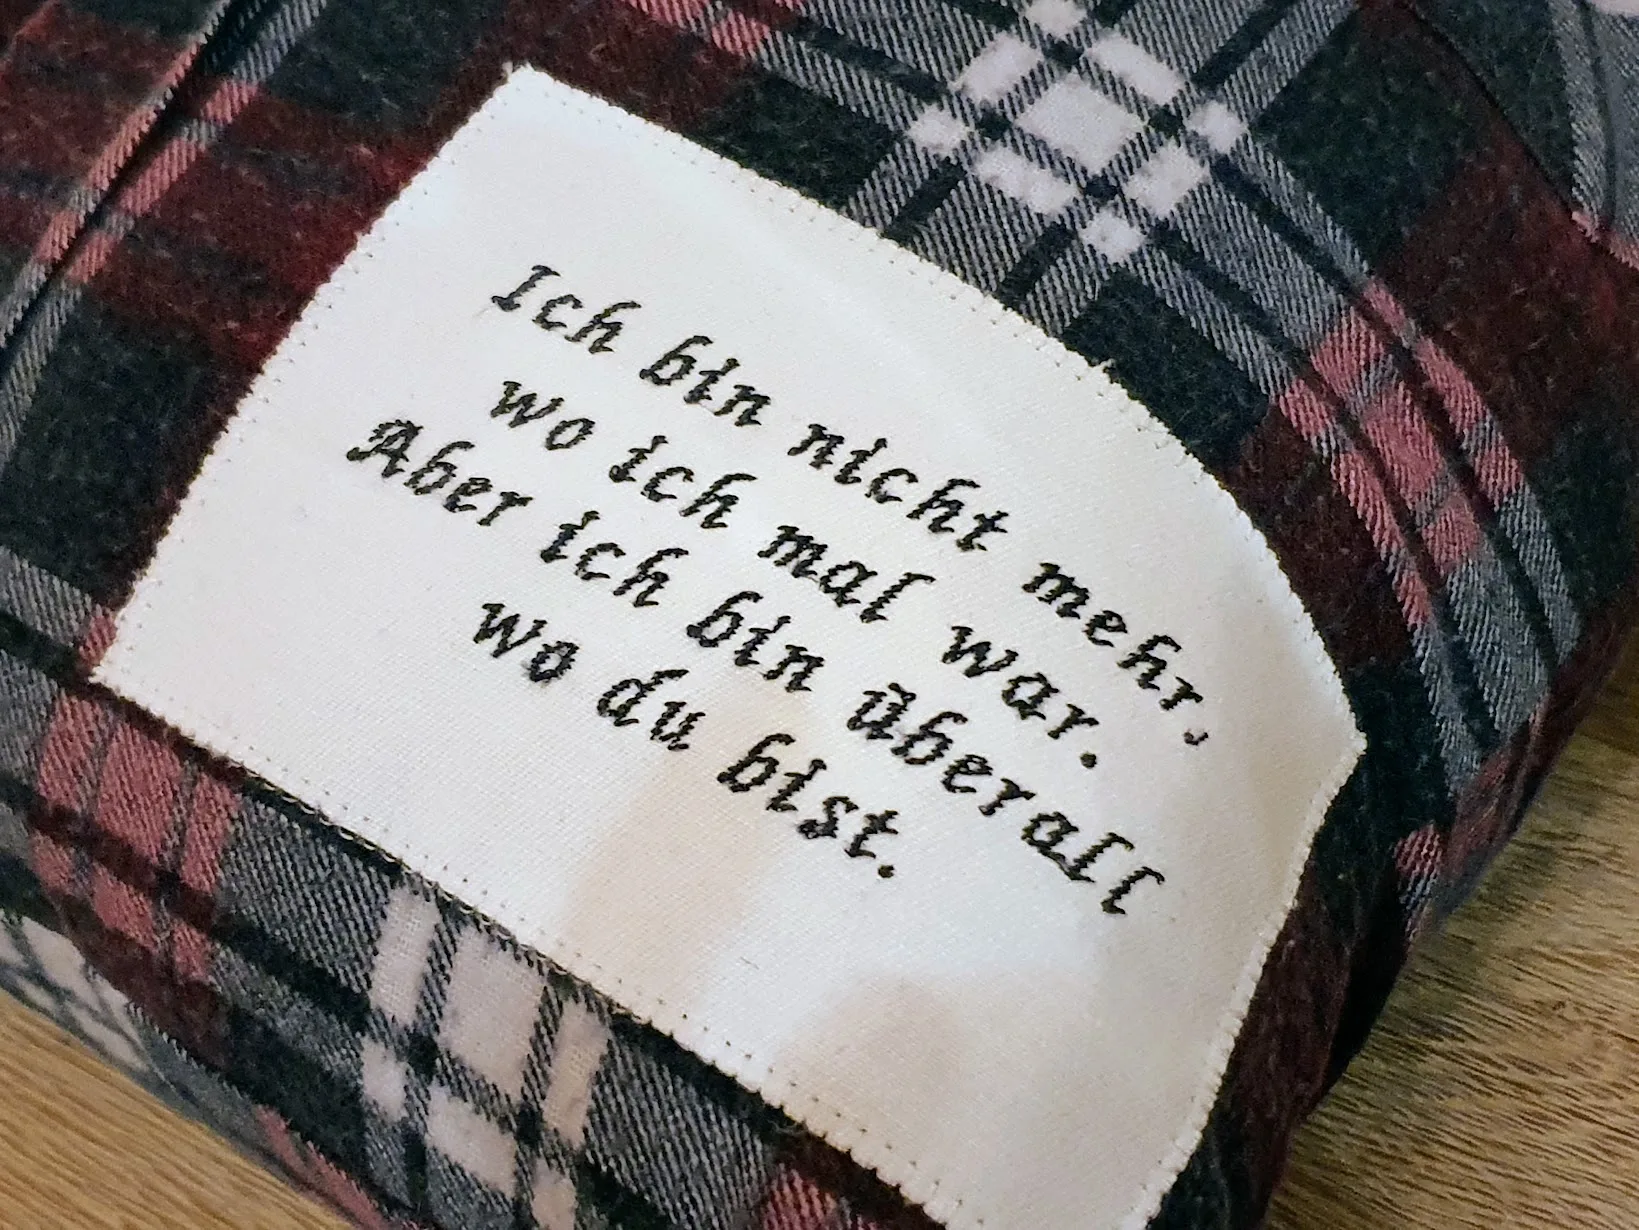 Ich bin nicht mehr,
wo ich mal war.
Aber ich bin überall
wo du bist.